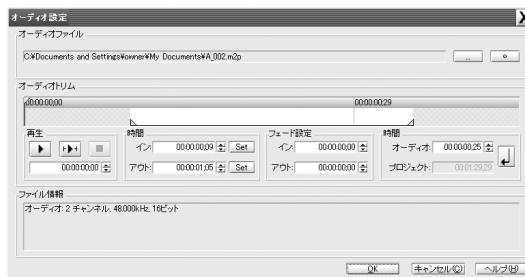 オーディオ設定
オーディオファイル
C:¥Documents and Settings¥owner¥My Documents¥A_002.m2p
オーディオトリム
00:00:00;00 00:00:00;29
再生 時間 フェード設定 時間
イン: 00:00:00;09 Set イン: 00:00:00;00 オーディオ: 00:00:00;25
00:00:00;00 アウト: 00:00:01;05 Set アウト: 00:00:00;00 プロジェクト: 00:01:29;29
ファイル情報
オーディオ: 2 チャンネル, 48.000kHz, 16ビット
OK キャンセル(C) ヘルプ(H)